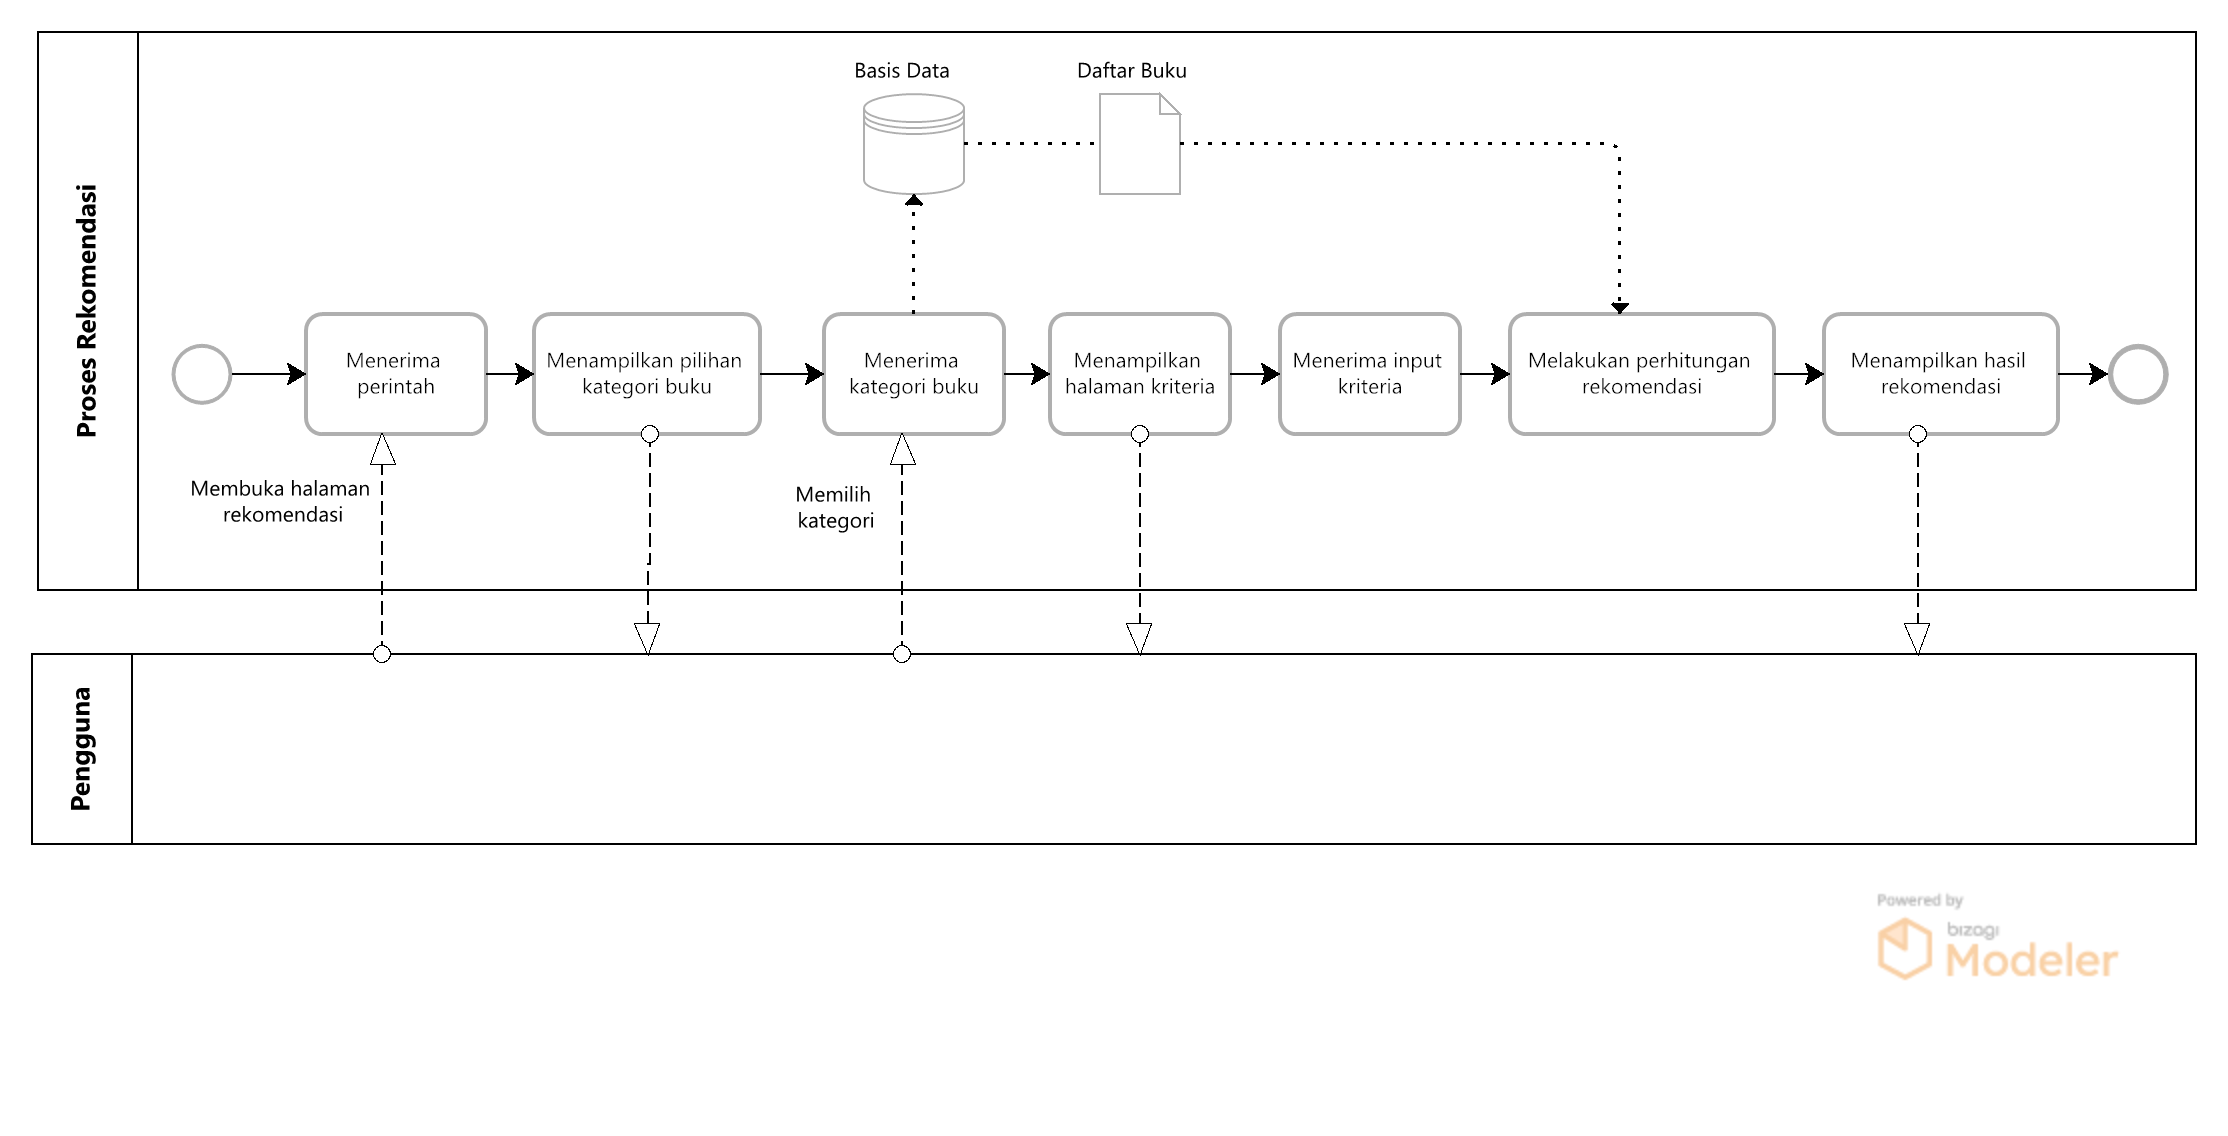 Proses Rekomendasi
Basis Data
Daftar Buku
Menerima
perintah
Menampilkan pilihan
kategori buku
Menerima
kategori buku
Menampilkan
halaman kriteria
Menerima input
kriteria
Melakukan perhitungan
rekomendasi
Menampilkan hasil
rekomendasi
Membuka halaman
rekomendasi
Memilih
kategori
Pengguna
Powered by
bizagi
Modeler